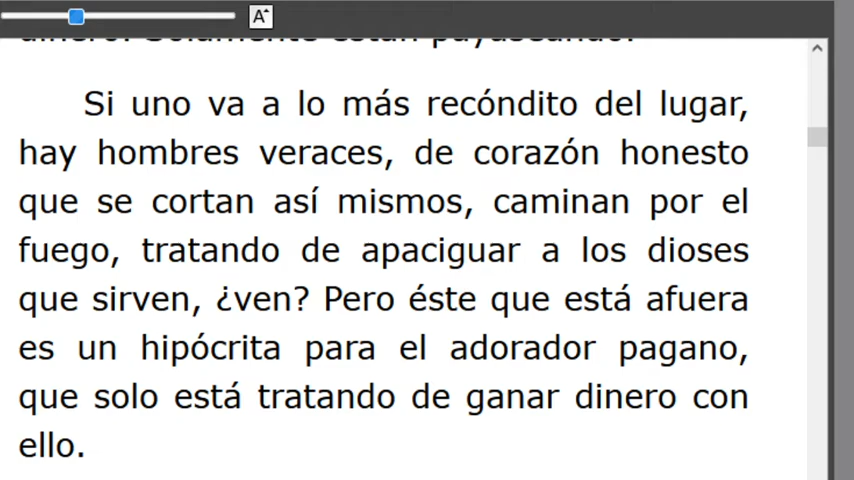 A
Si uno va a lo más recóndito del lugar,
hay hombres veraces, de corazón honesto
que se cortan así mismos, caminan por el
fuego, tratando de apaciguar a los dioses
que sirven, ¿ven? Pero éste que está afuera
es un hipócrita para el adorador pagano,
que solo está tratando de ganar dinero con
ello.